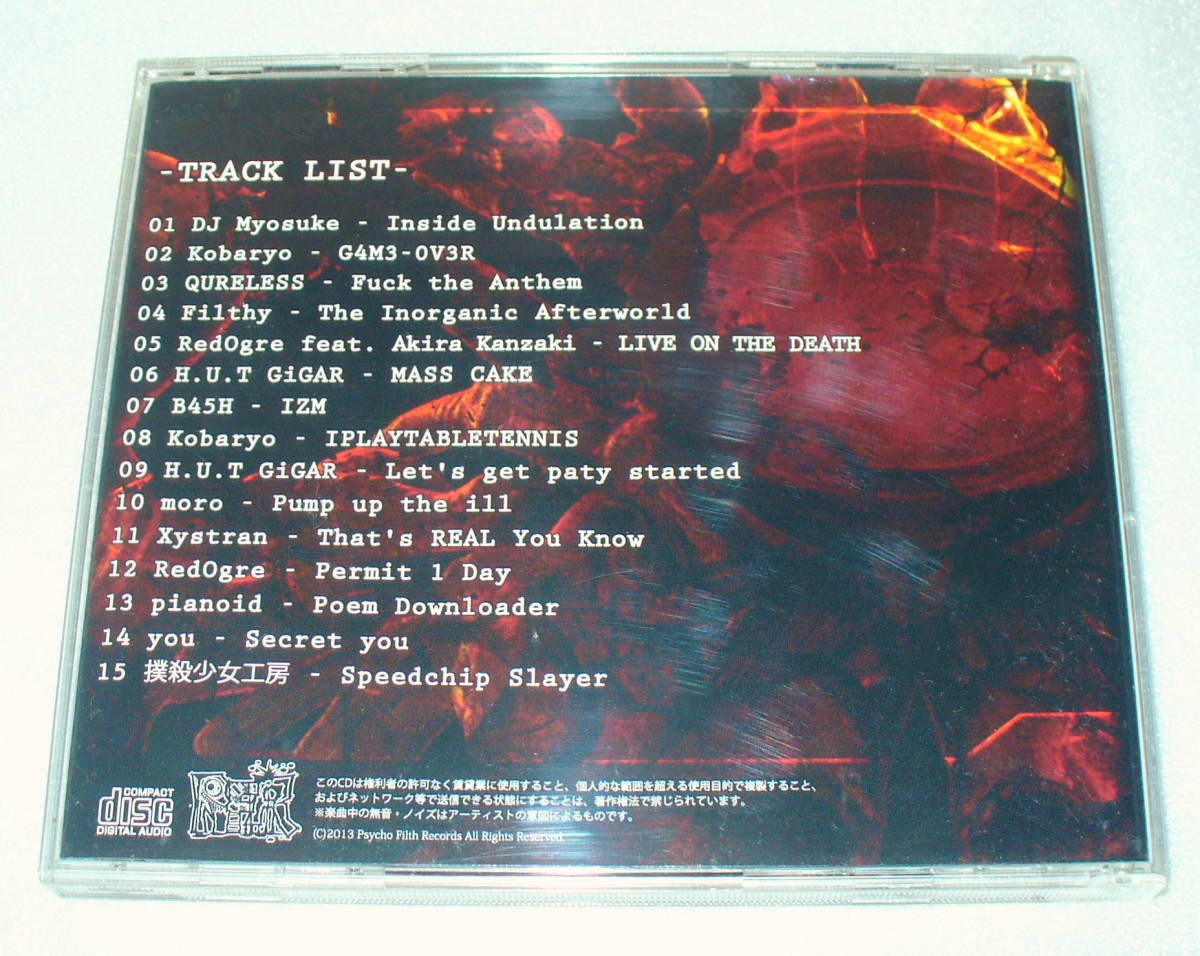 -TRACK LIST-
01 DJ Myosuke - Inside Undulation
02 Kobaryo - G4M3-0V3R
03 QURELESS - Fuck the Anthem
04 Filthy - The Inorganic Afterworld
05 RedOgre feat. Akira Kanzaki - LIVE ON THE DEATH
06 H.U.T GiGAR - MASS CAKE
07 B45H - IZM
08 Kobaryo - IPLAYTABLETENNIS
09 H.U.T GiGAR - Let's get paty started
10 moro - Pump up the ill
11 Xystran - That's REAL You Know
12 RedOgre - Permit 1 Day
13 pianoid - Poem Downloader
14 you - Secret you
15 撲殺少女工房 - Speedchip Slayer
COMPACT
disc
DIGITAL AUDIO
このCDは権利者の許可なく賃貸業に使用すること、個人的な範囲を超える使用目的で複製すること、
およびネットワーク等で送信できる状態にすることは、著作権法で禁じられています。
※楽曲中の無音・ノイズはアーティストの意図によるものです。
(C)2013 Psycho Filth Records All Rights Reserved.